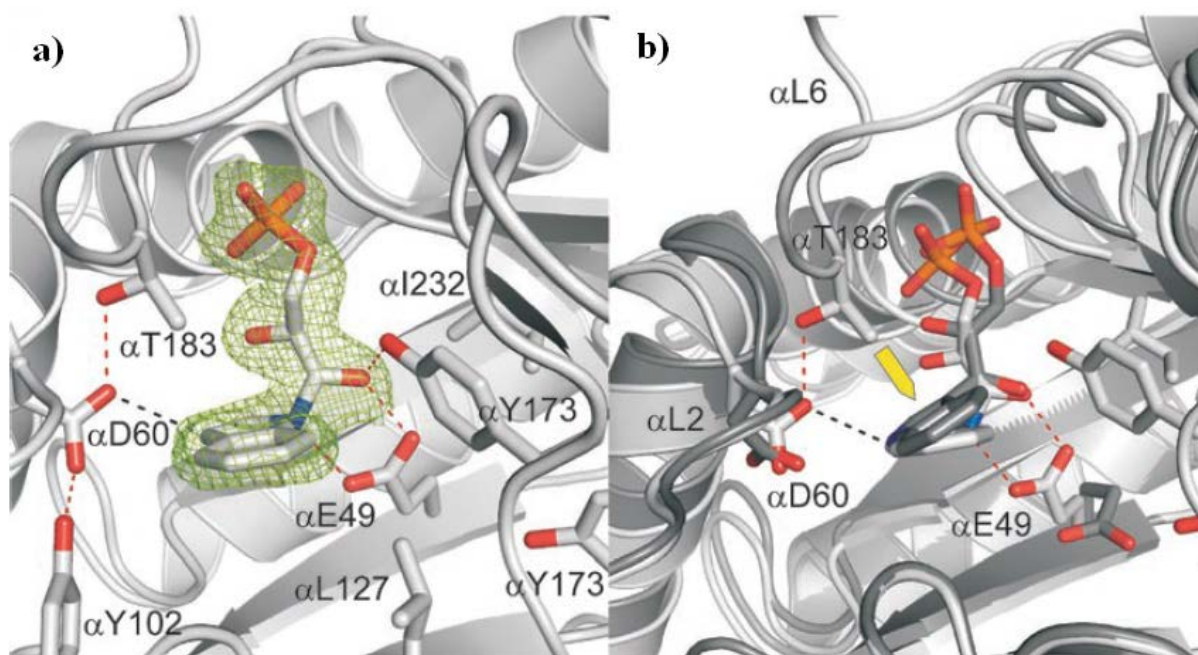 a)
αT183
αI232
αD60
αY173
αE49
αY173
αL127
αY102
b)
αL6
αT183
αL2
αD60
αE49